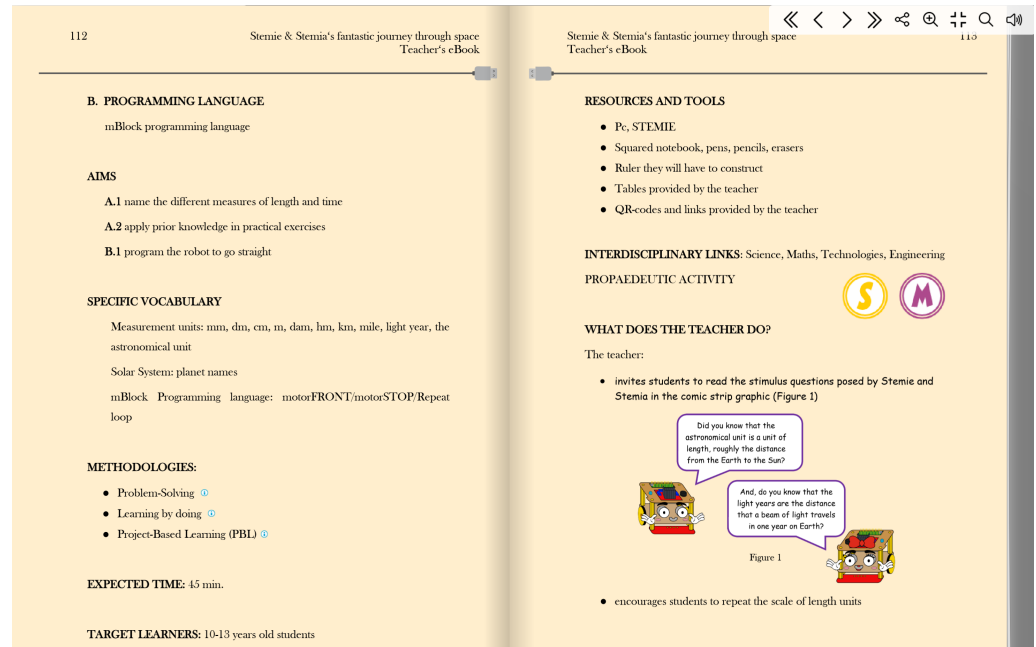 112
Stemie & Stemia's fantastic journey through space
Teacher's eBook
B. PROGRAMMING LANGUAGE
mBlock programming language
AIMS
A.1 name the different measures of length and time
A.2 apply prior knowledge in practical exercises
B.1 program the robot to go straight
SPECIFIC VOCABULARY
Measurement units: mm, dm, cm, m, dam, hm, km, mile, light year, the
astronomical unit
Solar System: planet names
mBlock Programming language: motorFRONT/motorSTOP/Repeat
loop
METHODOLOGIES:
● Problem-Solving
● Learning by doing
● Project-Based Learning (PBL)
EXPECTED TIME: 45 min.
TARGET LEARNERS: 10-13 years old students
Stemie & Stemia's fantastic journey through space
Teacher's eBook
113
RESOURCES AND TOOLS
● Pc, STEMIE
● Squared notebook, pens, pencils, erasers
● Ruler they will have to construct
● Tables provided by the teacher
● QR-codes and links provided by the teacher
INTERDISCIPLINARY LINKS: Science, Maths, Technologies, Engineering
PROPAEDEUTIC ACTIVITY
S M
WHAT DOES THE TEACHER DO?
The teacher:
● invites students to read the stimulus questions posed by Stemie and
Stemia in the comic strip graphic (Figure 1)
Did you know that the
astronomical unit is a unit of
length, roughly the distance
from the Earth to the Sun?
And, do you know that the
light years are the distance
that a beam of light travels
in one year on Earth?
Figure 1
● encourages students to repeat the scale of length units